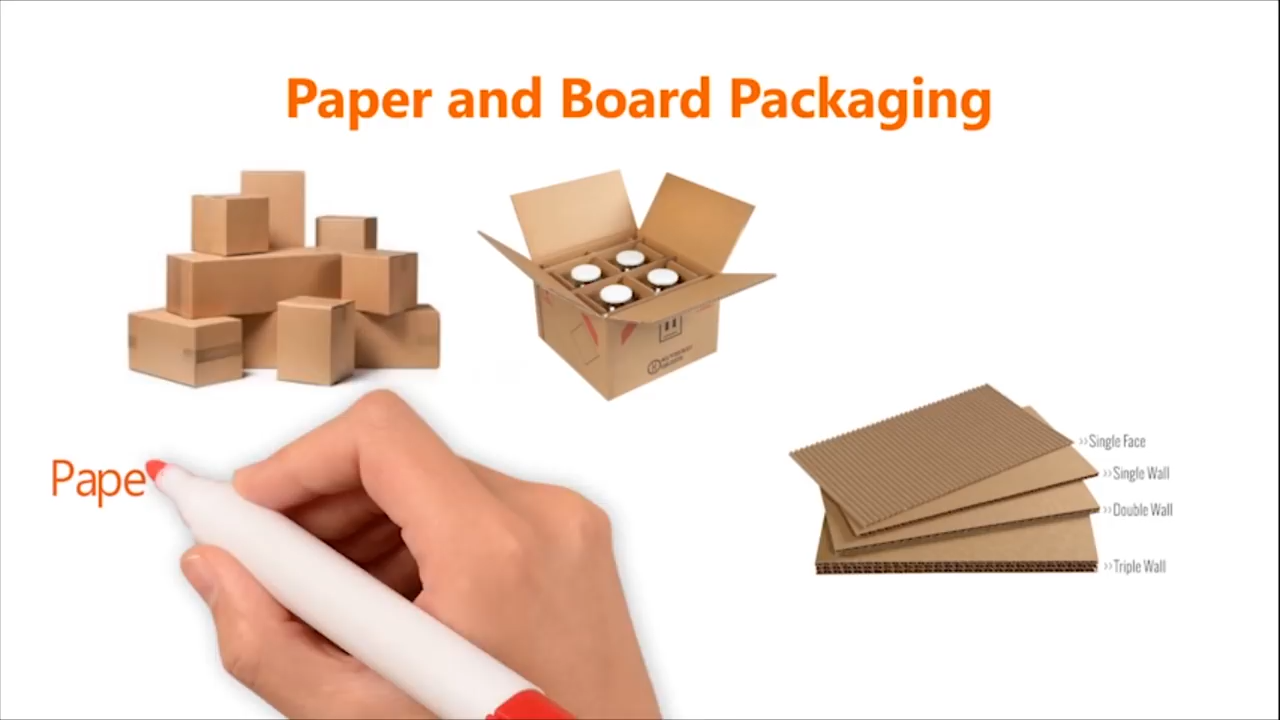 Paper and Board Packaging
Pape
>>Single Face
>>Single Wall
>>Double Wall
>>Triple Wall